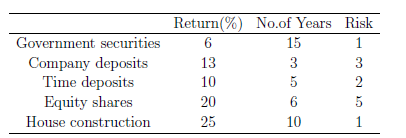 Return(%) No.of Years Risk
Government securities 6 15 1
Company deposits 13 3 3
Time deposits 10 5 2
Equity shares 20 6 5
House construction 25 10 1